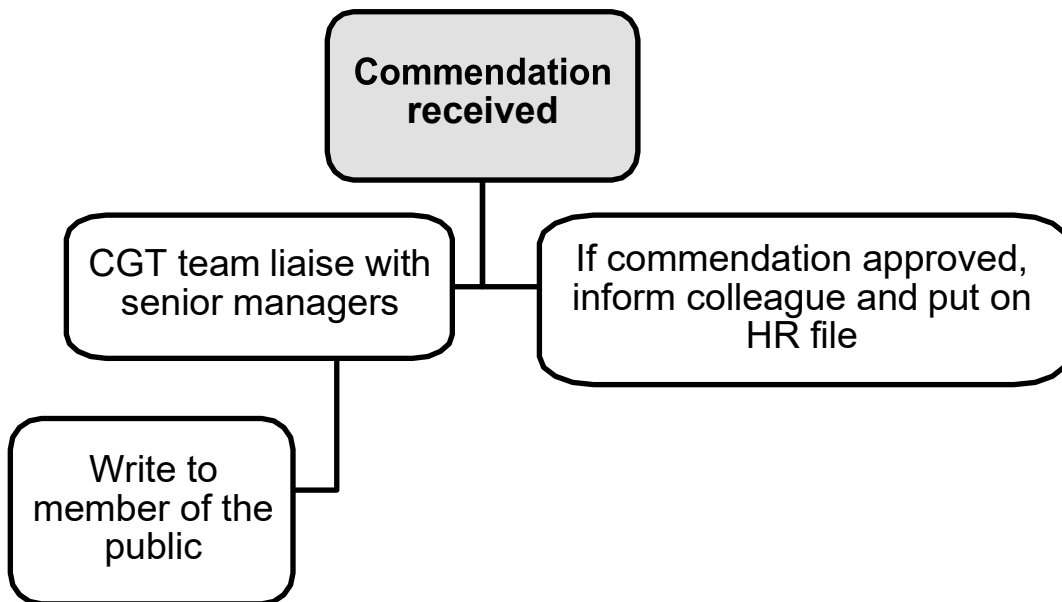 Commendation
received
CGT team liaise with
senior managers
If commendation approved,
inform colleague and put on
HR file
Write to
member of the
public